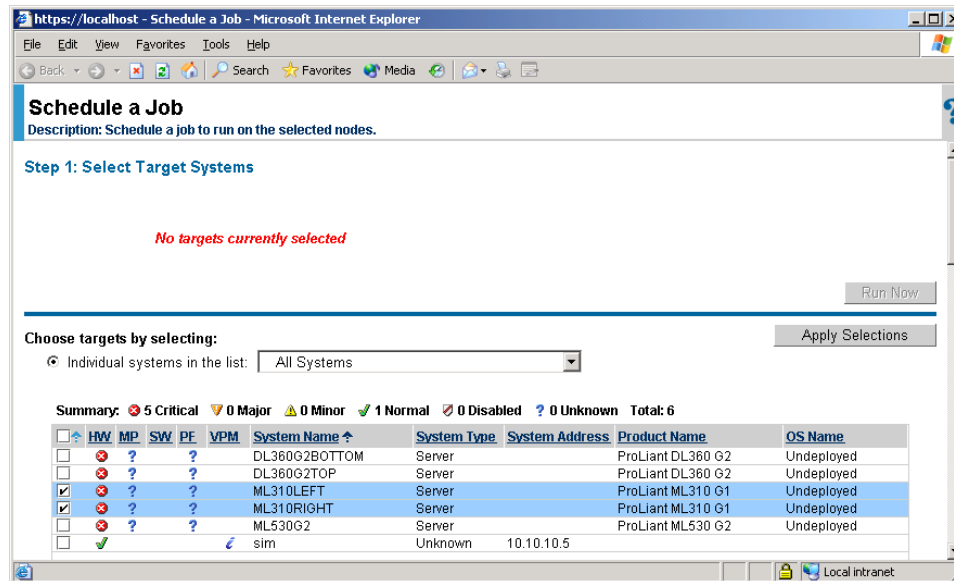 https://localhost - Schedule a Job - Microsoft Internet Explorer
File Edit View Favorites Tools Help
Back Search Favorites Media
Schedule a Job
Description: Schedule a job to run on the selected nodes.
Step 1: Select Target Systems
No targets currently selected
Run Now
Choose targets by selecting:
Apply Selections
Individual systems in the list: All Systems
Summary: 5 Critical 0 Major 0 Minor 1 Normal 0 Disabled ? 0 Unknown Total: 6
HW MP SW PF VPM System Name System Type System Address Product Name OS Name
? ? DL360G2BOTTOM Server ProLiant DL360 G2 Undeployed
? ? DL360G2TOP Server ProLiant DL360 G2 Undeployed
? ? ML310LEFT Server ProLiant ML310 G1 Undeployed
? ? ML310RIGHT Server ProLiant ML310 G1 Undeployed
? ? ML530G2 Server ProLiant ML530 G2 Undeployed
i sim Unknown 10.10.10.5
Local intranet